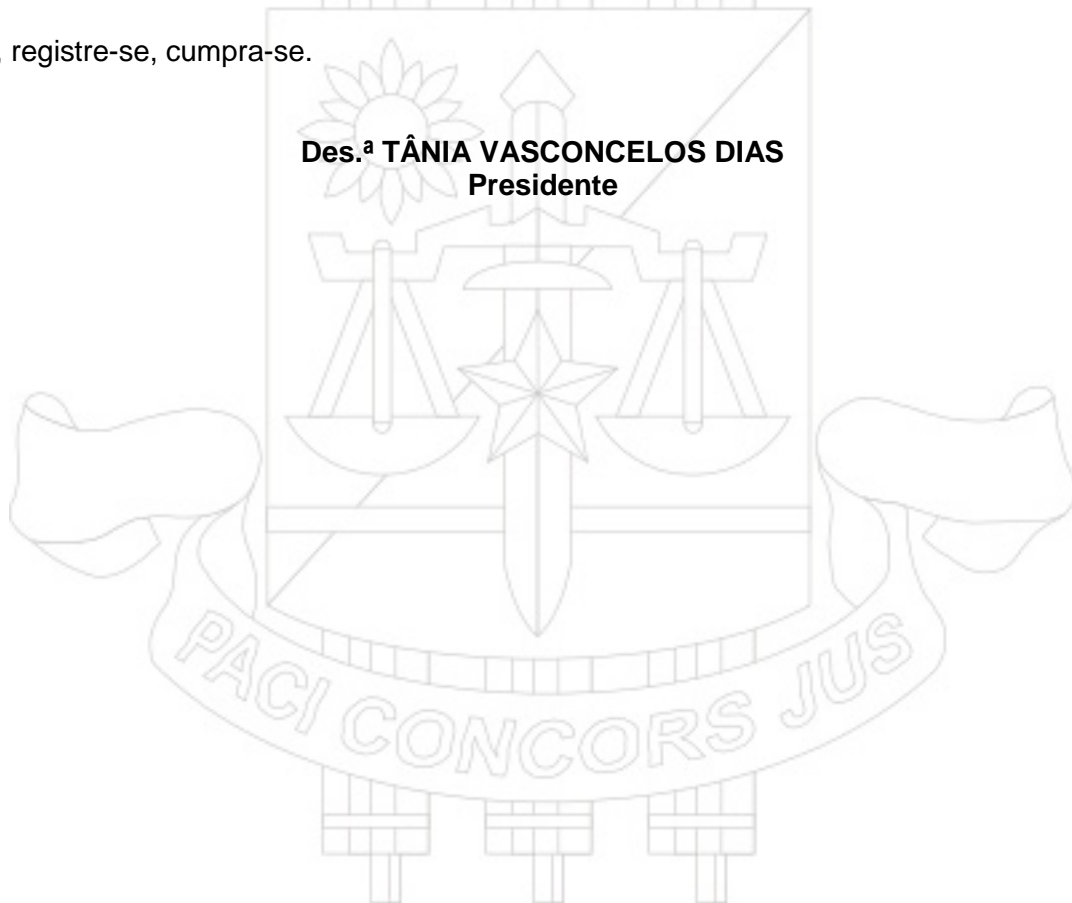 , registre-se, cumpra-se.
Des.ª TÂNIA VASCONCELOS DIAS
Presidente
PACI CONCORS JUS